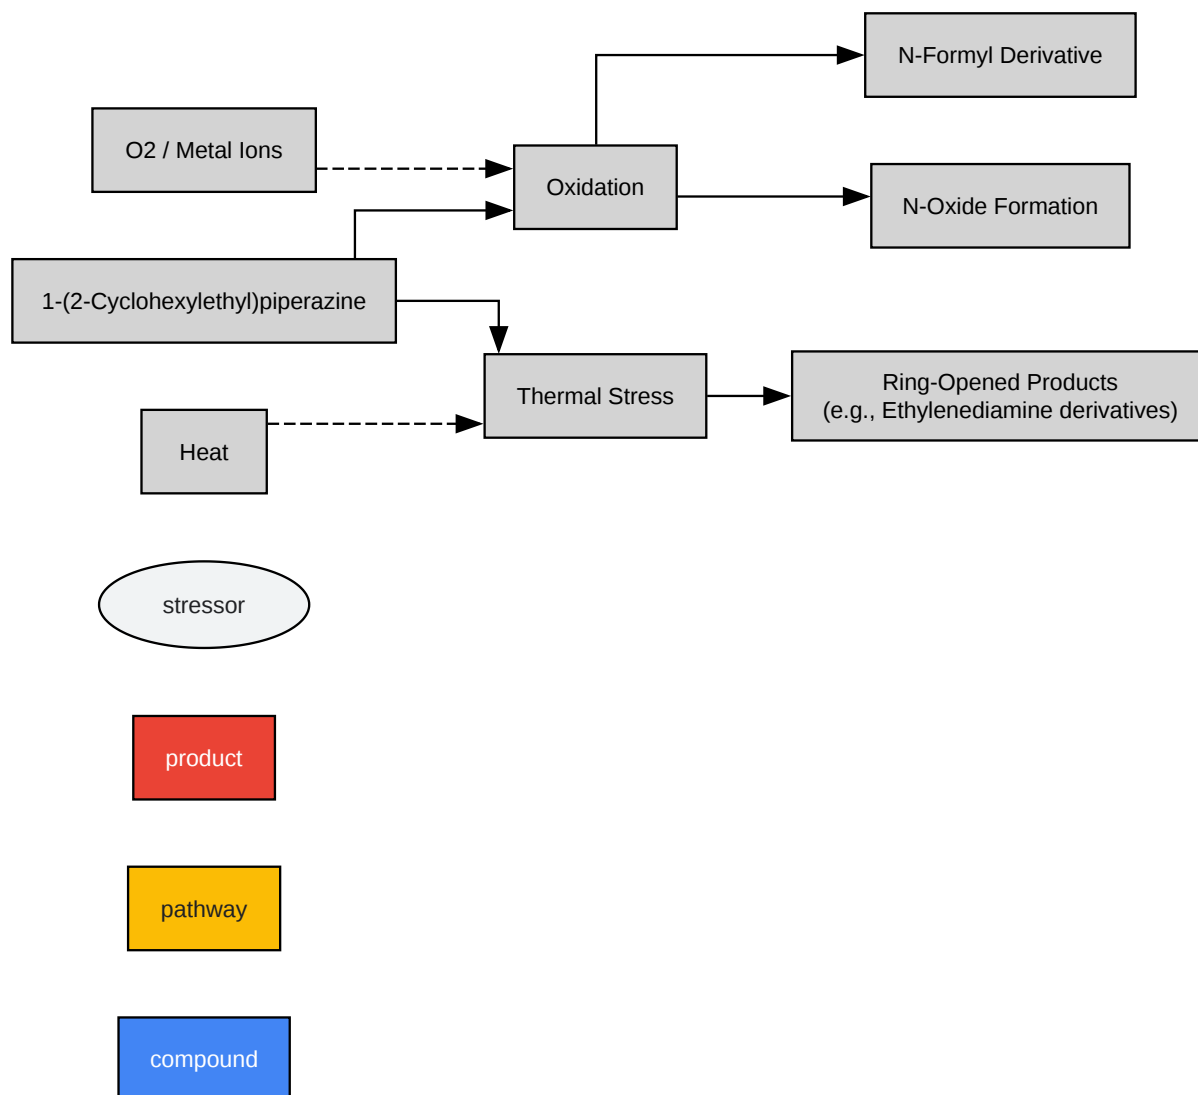 N-Formyl Derivative
O2 / Metal Ions
Oxidation
N-Oxide Formation
1-(2-Cyclohexylethyl)piperazine
Thermal Stress
Ring-Opened Products
(e.g., Ethylenediamine derivatives)
Heat
stressor
product
pathway
compound